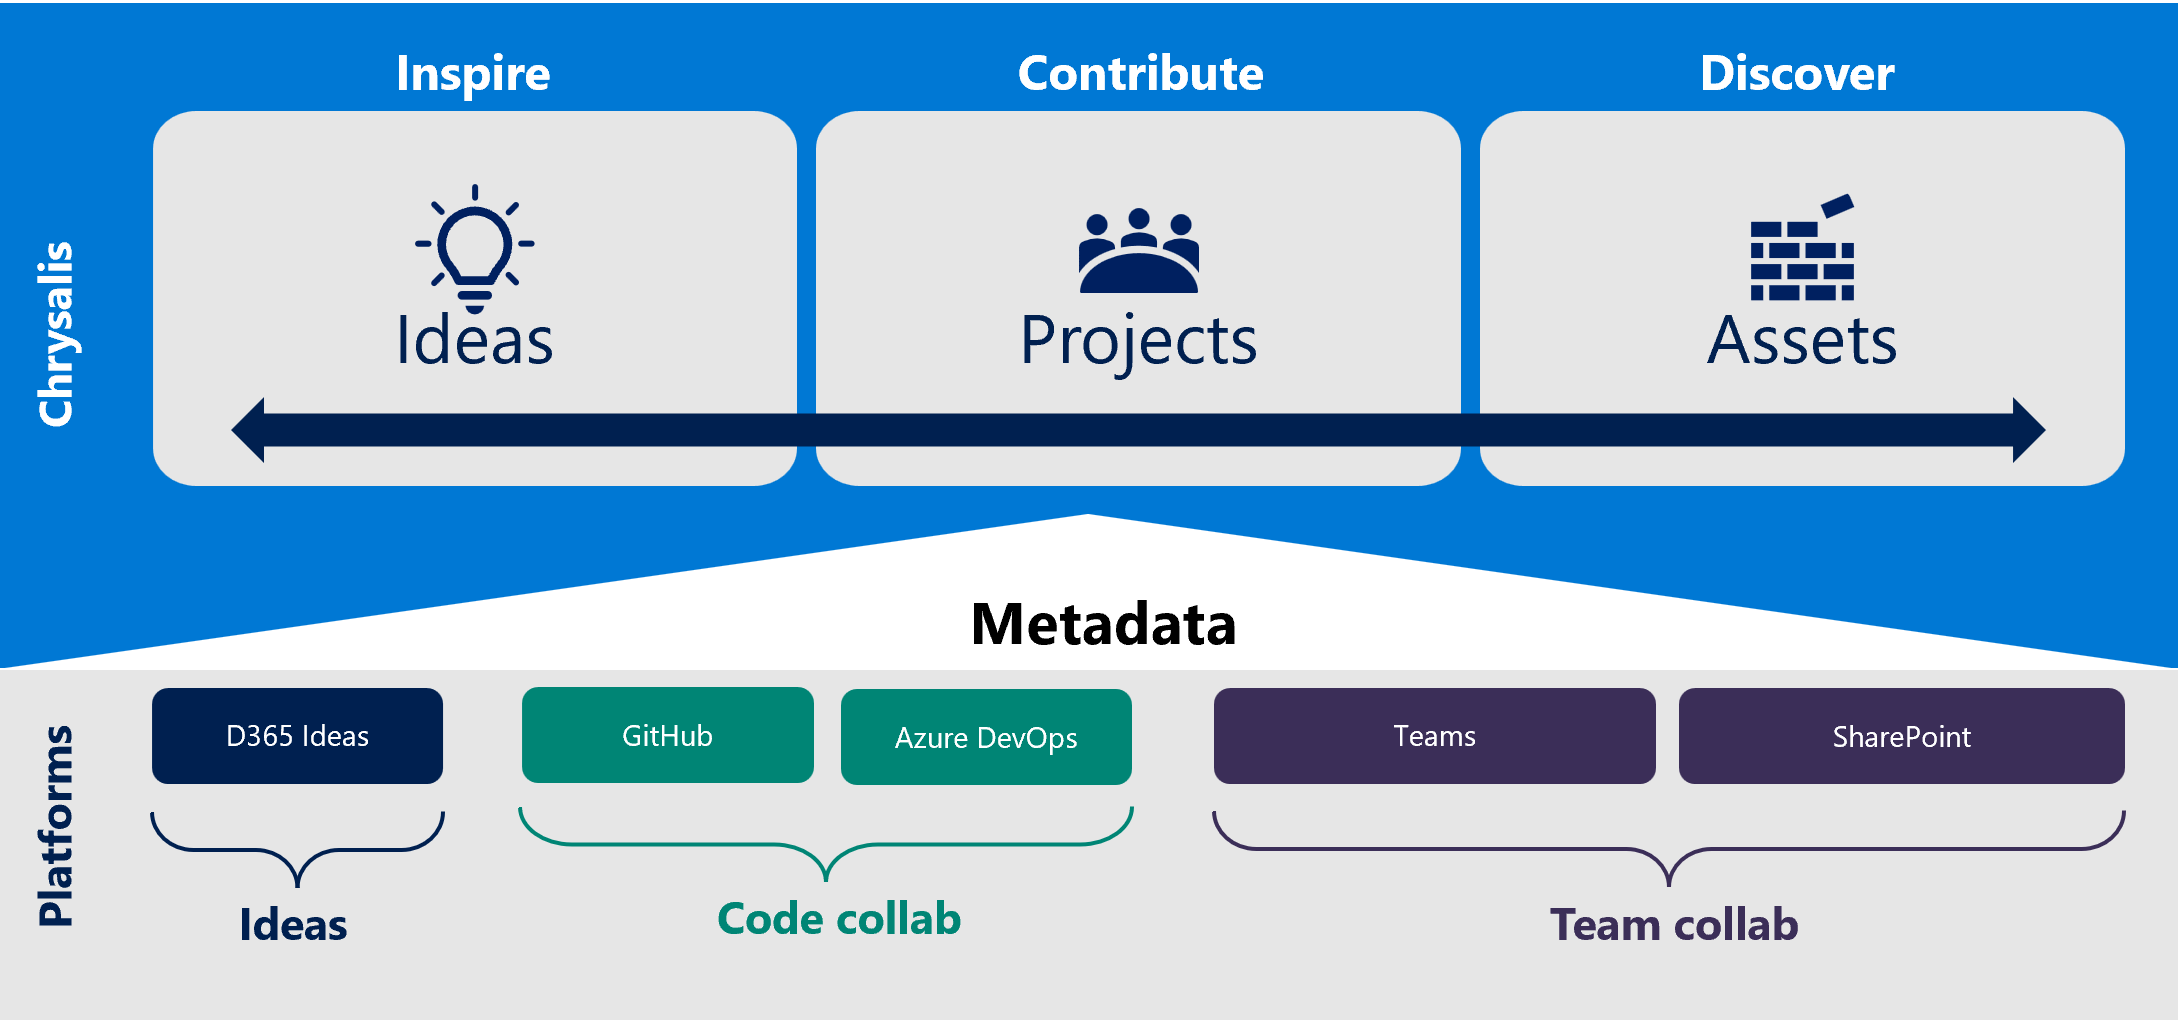 Inspire
Contribute
Discover
Chrysalis
Ideas
Projects
Assets
Metadata
Platforms
D365 Ideas
GitHub
Azure DevOps
Teams
SharePoint
Ideas
Code collab
Team collab